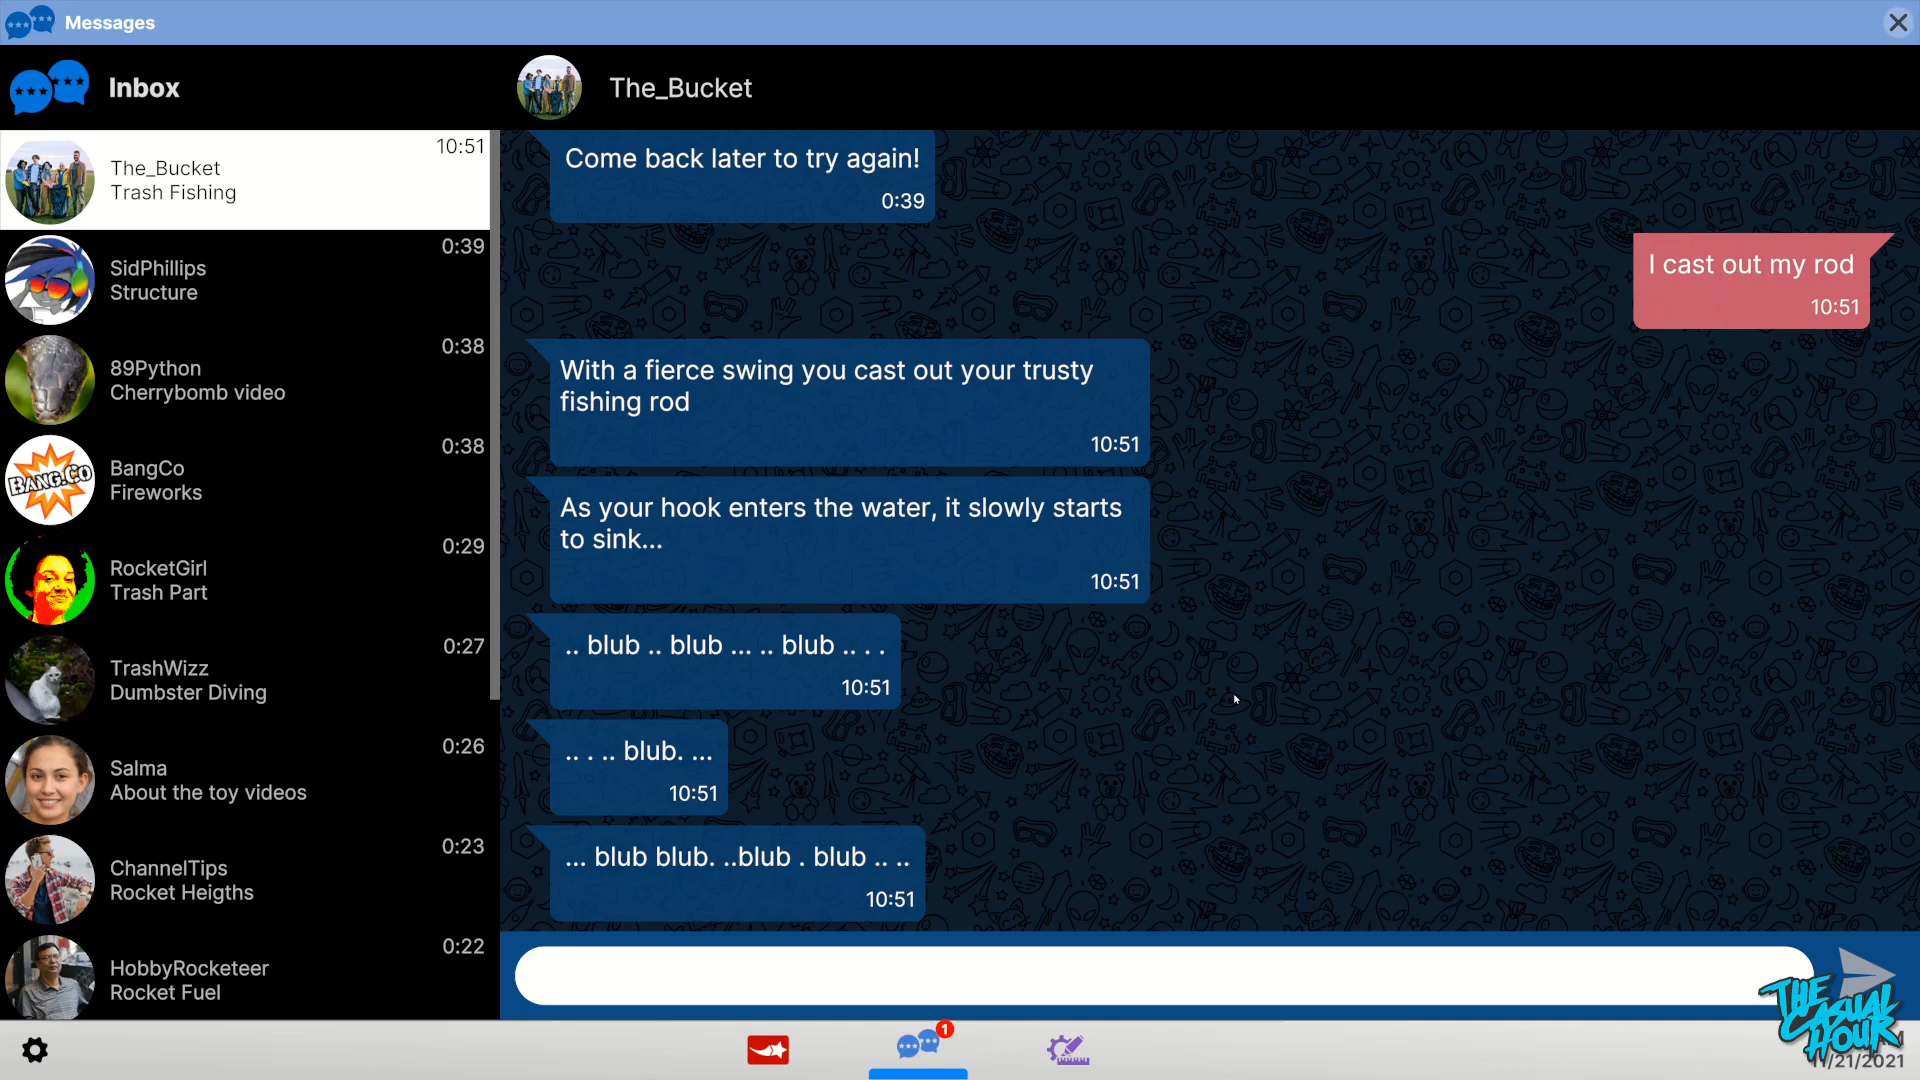 Messages
Inbox
The_Bucket
10:51
The_Bucket
Trash Fishing
0:39
SidPhillips
Structure
0:38
89Python
Cherrybomb video
0:38
BANG.CO
BangCo
Fireworks
0:29
RocketGirl
Trash Part
0:27
TrashWizz
Dumbster Diving
0:26
Salma
About the toy videos
0:23
ChannelTips
Rocket Heigths
0:22
HobbyRocketeer
Rocket Fuel
Come back later to try again!
0:39
I cast out my rod
10:51
With a fierce swing you cast out your trusty
fishing rod
10:51
As your hook enters the water, it slowly starts
to sink...
10:51
.. blub .. blub ... .. blub .. . .
10:51
.. . .. blub. ...
10:51
... blub blub. ..blub . blub .. ..
10:51
1
THE
CASUAL
HOUR
11/21/2021